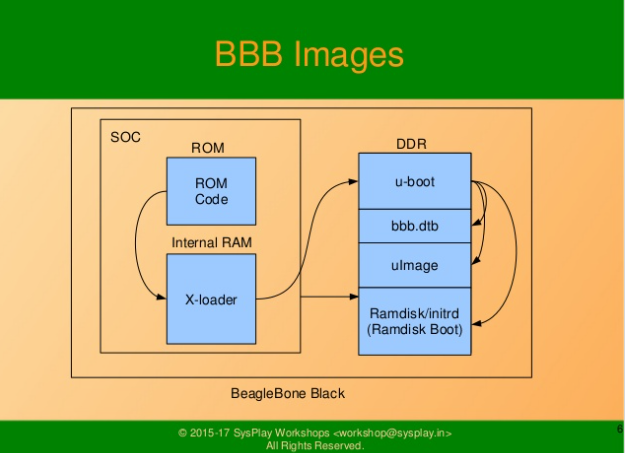 BBB Images
SOC
ROM
ROM
Code
Internal RAM
X-loader
DDR
u-boot
bbb.dtb
uImage
Ramdisk/initrd
(Ramdisk Boot)
BeagleBone Black
© 2015-17 SysPlay Workshops <workshop@sysplay.in>
All Rights Reserved.
6